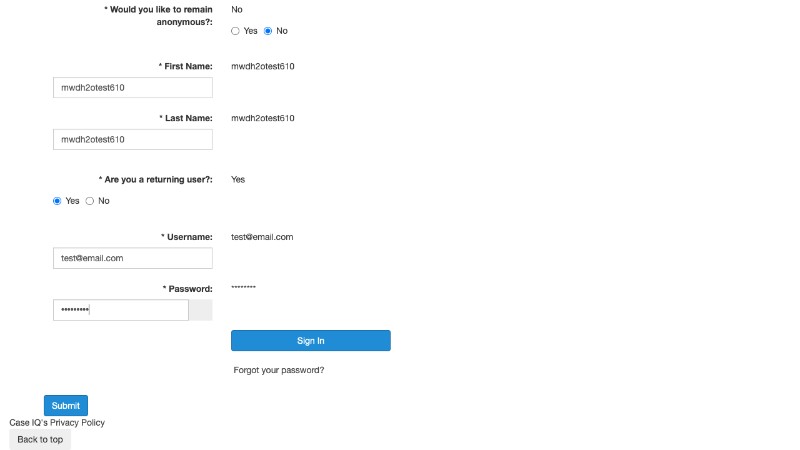 * Would you like to remain anonymous?: No
Yes No
* First Name: mwdh2otest610
mwdh2otest610
* Last Name: mwdh2otest610
mwdh2otest610
* Are you a returning user?: Yes
Yes No
* Username: test@email.com
test@email.com
* Password: ********
•••••••••
Sign In
Forgot your password?
Submit
Case IQ's Privacy Policy
Back to top